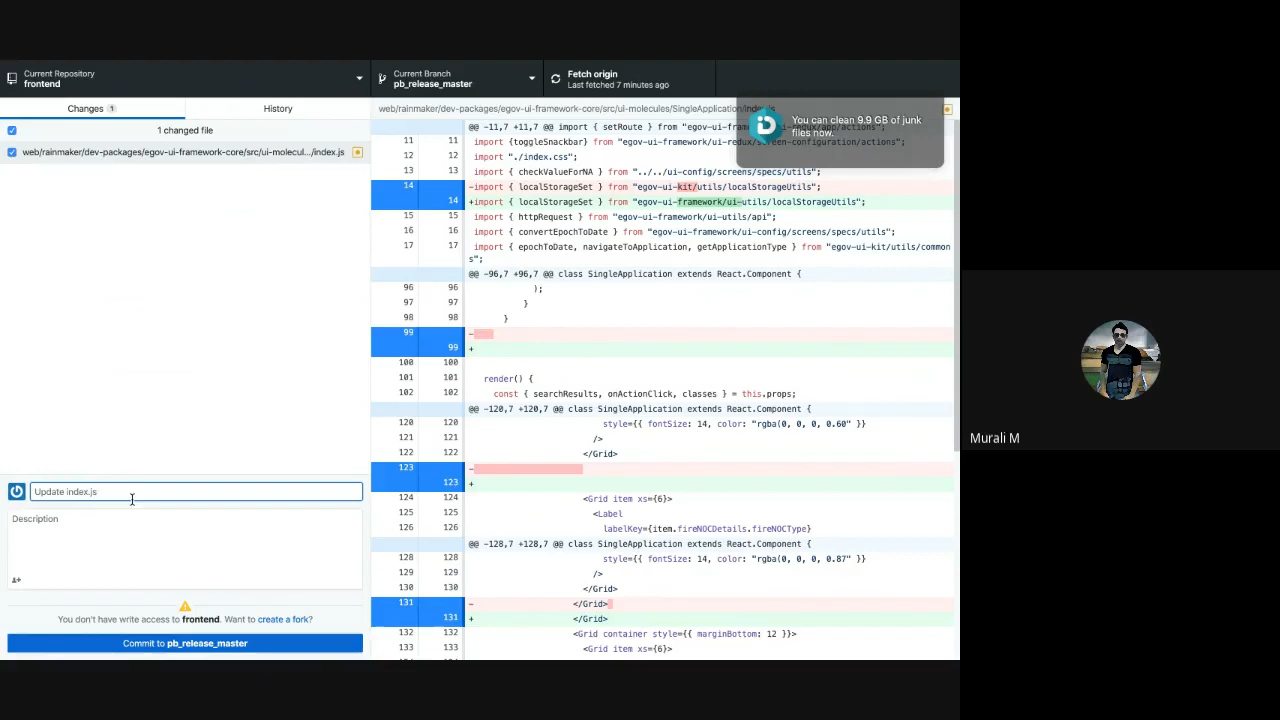 Current Repository
frontend
Current Branch
pb_release_master
Fetch origin
Last fetched 7 minutes ago
Changes 1
History
web/rainmaker/dev-packages/egov-ui-framework-core/src/ui-molecules/SingleApplication/index.js
You can clean 9.9 GB of junk
files now.
1 changed file
web/rainmaker/dev-packages/egov-ui-framework-core/src/ui-molecul.../index.js
@@ -11,7 +11,7 @@ import { setRoute } from "egov-ui-
11 11 import {toggleSnackbar} from "egov-ui-framework/ui-redux/screen-configuration/actions";
12 12 import "./index.css";
13 13 import { checkValueForNA } from "../../ui-config/screens/specs/utils";
14 -import { localStorageSet } from "egov-ui-kit/utils/localStorageUtils";
14 +import { localStorageSet } from "egov-ui-framework/ui-utils/localStorageUtils";
15 15 import { httpRequest } from "egov-ui-framework/ui-utils/api";
16 16 import { convertEpochToDate } from "egov-ui-framework/ui-config/screens/specs/utils";
17 17 import { epochToDate, navigateToApplication, getApplicationType } from "egov-ui-kit/utils/common
s";
@@ -96,7 +96,7 @@ class SingleApplication extends React.Component {
96 96 );
97 97 }
98 98 }
99 -
99 +
100 100
101 101 render() {
102 102 const { searchResults, onActionClick, classes } = this.props;
@@ -120,7 +120,7 @@ class SingleApplication extends React.Component {
120 120 style={{ fontSize: 14, color: "rgba(0, 0, 0, 0.60" }}
121 121 />
122 122 </Grid>
123 -
123 +
124 124 <Grid item xs={6}>
125 125 <Label
126 126 labelKey={item.fireNOCDetails.fireNOCType}
@@ -128,7 +128,7 @@ class SingleApplication extends React.Component {
128 128 style={{ fontSize: 14, color: "rgba(0, 0, 0, 0.87" }}
129 129 />
130 130 </Grid>
131 - </Grid>
131 + </Grid>
132 132 <Grid container style={{ marginBottom: 12 }}>
133 133 <Grid item xs={6}>
Update index.js
Description
You don't have write access to frontend. Want to create a fork?
Commit to pb_release_master
Murali M